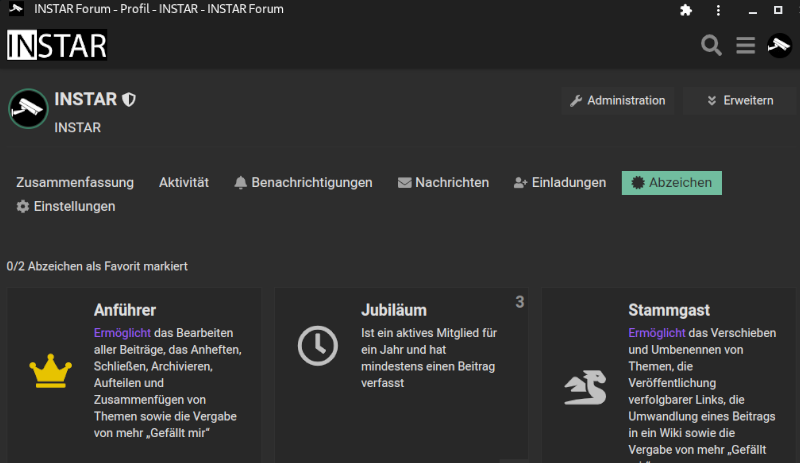 INSTAR Forum - Profil - INSTAR - INSTAR Forum
INSTAR
INSTAR
INSTAR
Administration
Erweitern
Zusammenfassung
Aktivität
Benachrichtigungen
Nachrichten
Einladungen
Abzeichen
Einstellungen
0/2 Abzeichen als Favorit markiert
Anführer
Ermöglicht das Bearbeiten
aller Beiträge, das Anheften,
Schließen, Archivieren,
Aufteilen und
Zusammenfügen von
Themen sowie die Vergabe
von mehr „Gefällt mir“
3
Jubiläum
Ist ein aktives Mitglied für
ein Jahr und hat
mindestens einen Beitrag
verfasst
Stammgast
Ermöglicht das Verschieben
und Umbenennen von
Themen, die
Veröffentlichung
verfolgbarer Links, die
Umwandlung eines Beitrags
in ein Wiki sowie die
Vergabe von mehr „Gefällt